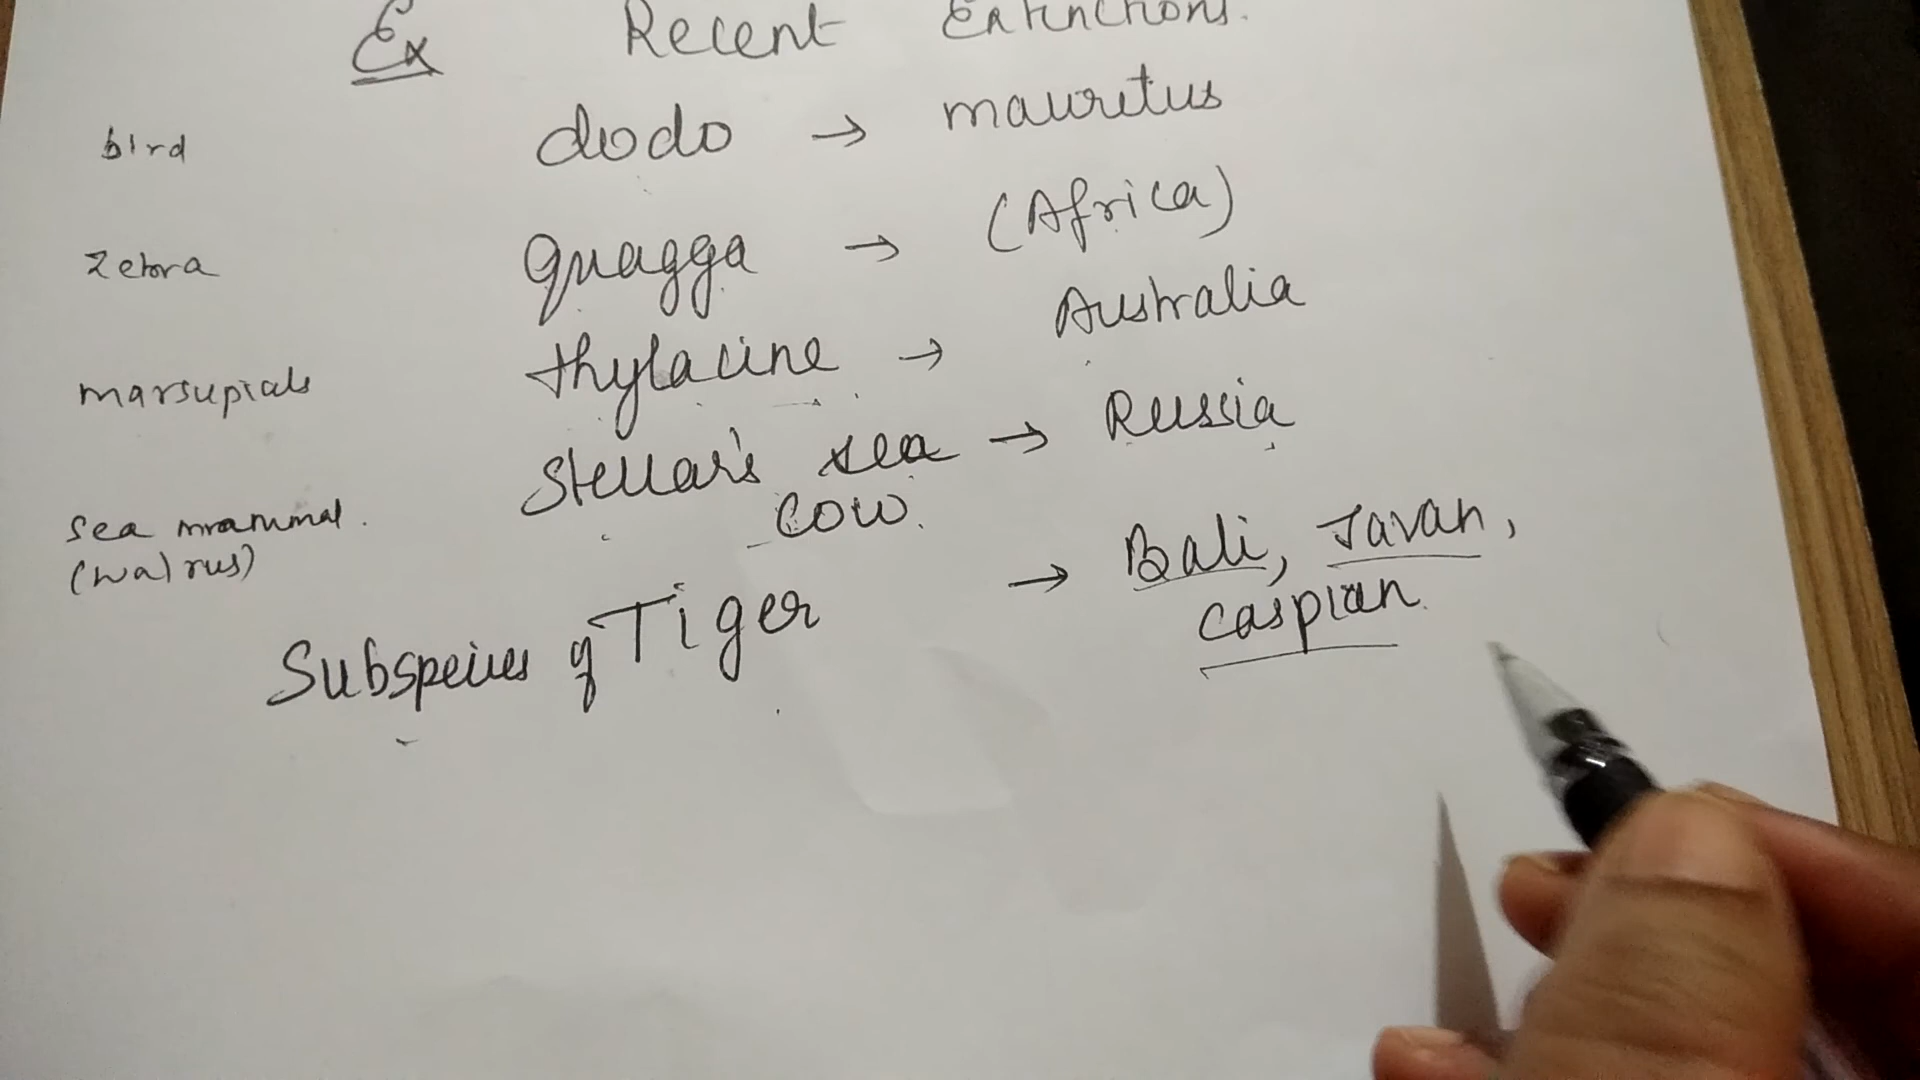 Ex Recent Extinctions.
bird dodo → mauritus
zebra Quagga → (Africa)
marsupials thylacine → Australia
Stellar's sea → Russia
cow.
sea mammal.
(walrus)
Subspeies of Tiger → Bali, Javan,
caspian.